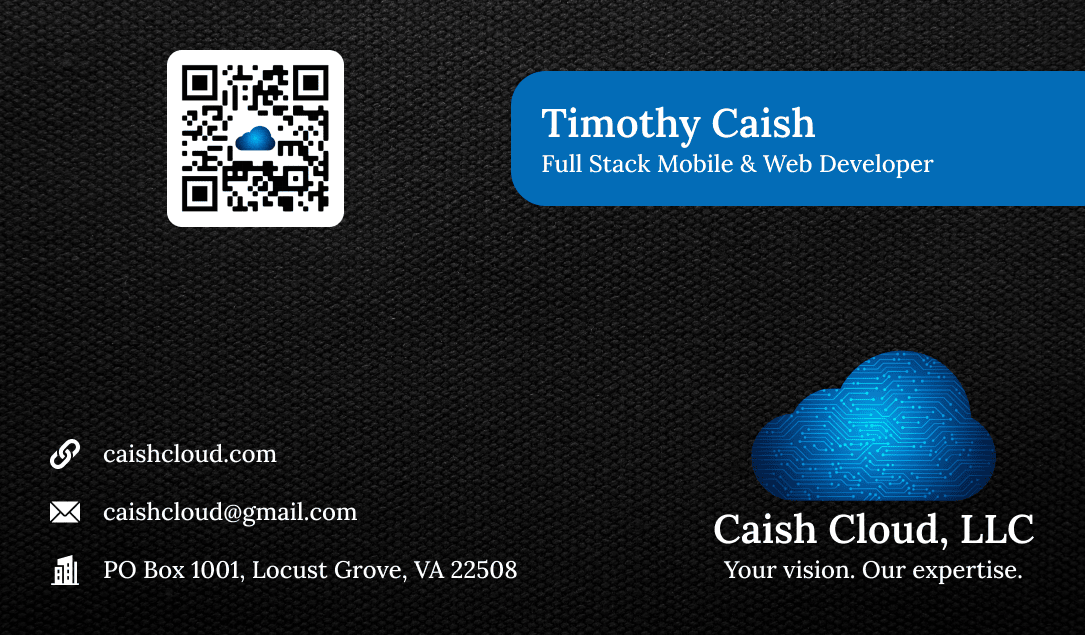 Timothy Caish
Full Stack Mobile & Web Developer
caishcloud.com
caishcloud@gmail.com
PO Box 1001, Locust Grove, VA 22508
Caish Cloud, LLC
Your vision. Our expertise.